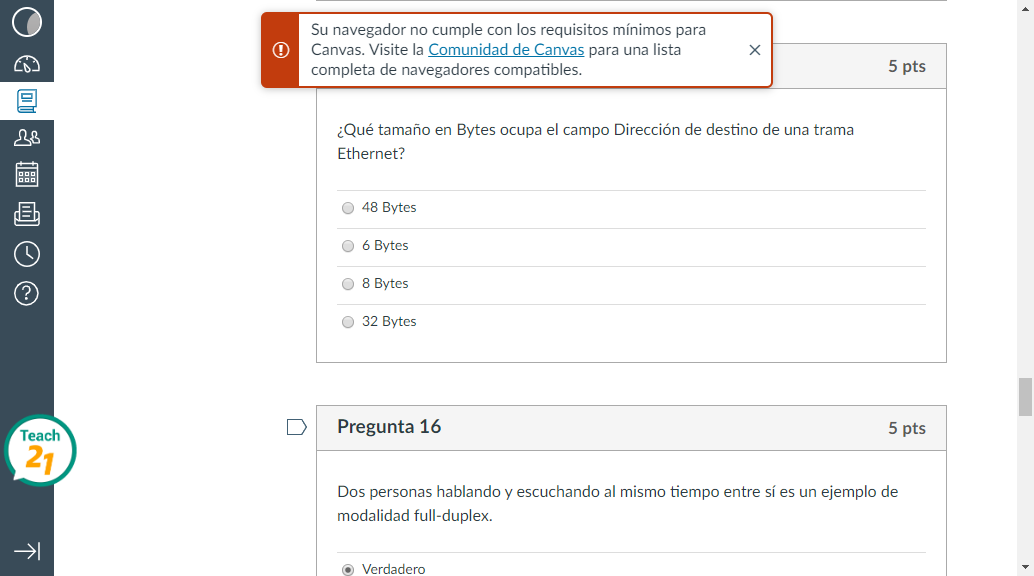 Su navegador no cumple con los requisitos mínimos para
Canvas. Visite la Comunidad de Canvas para una lista
completa de navegadores compatibles.
5 pts
¿Qué tamaño en Bytes ocupa el campo Dirección de destino de una trama
Ethernet?
48 Bytes
6 Bytes
8 Bytes
32 Bytes
Teach
21
Pregunta 16
5 pts
Dos personas hablando y escuchando al mismo tiempo entre sí es un ejemplo de
modalidad full-duplex.
Verdadero